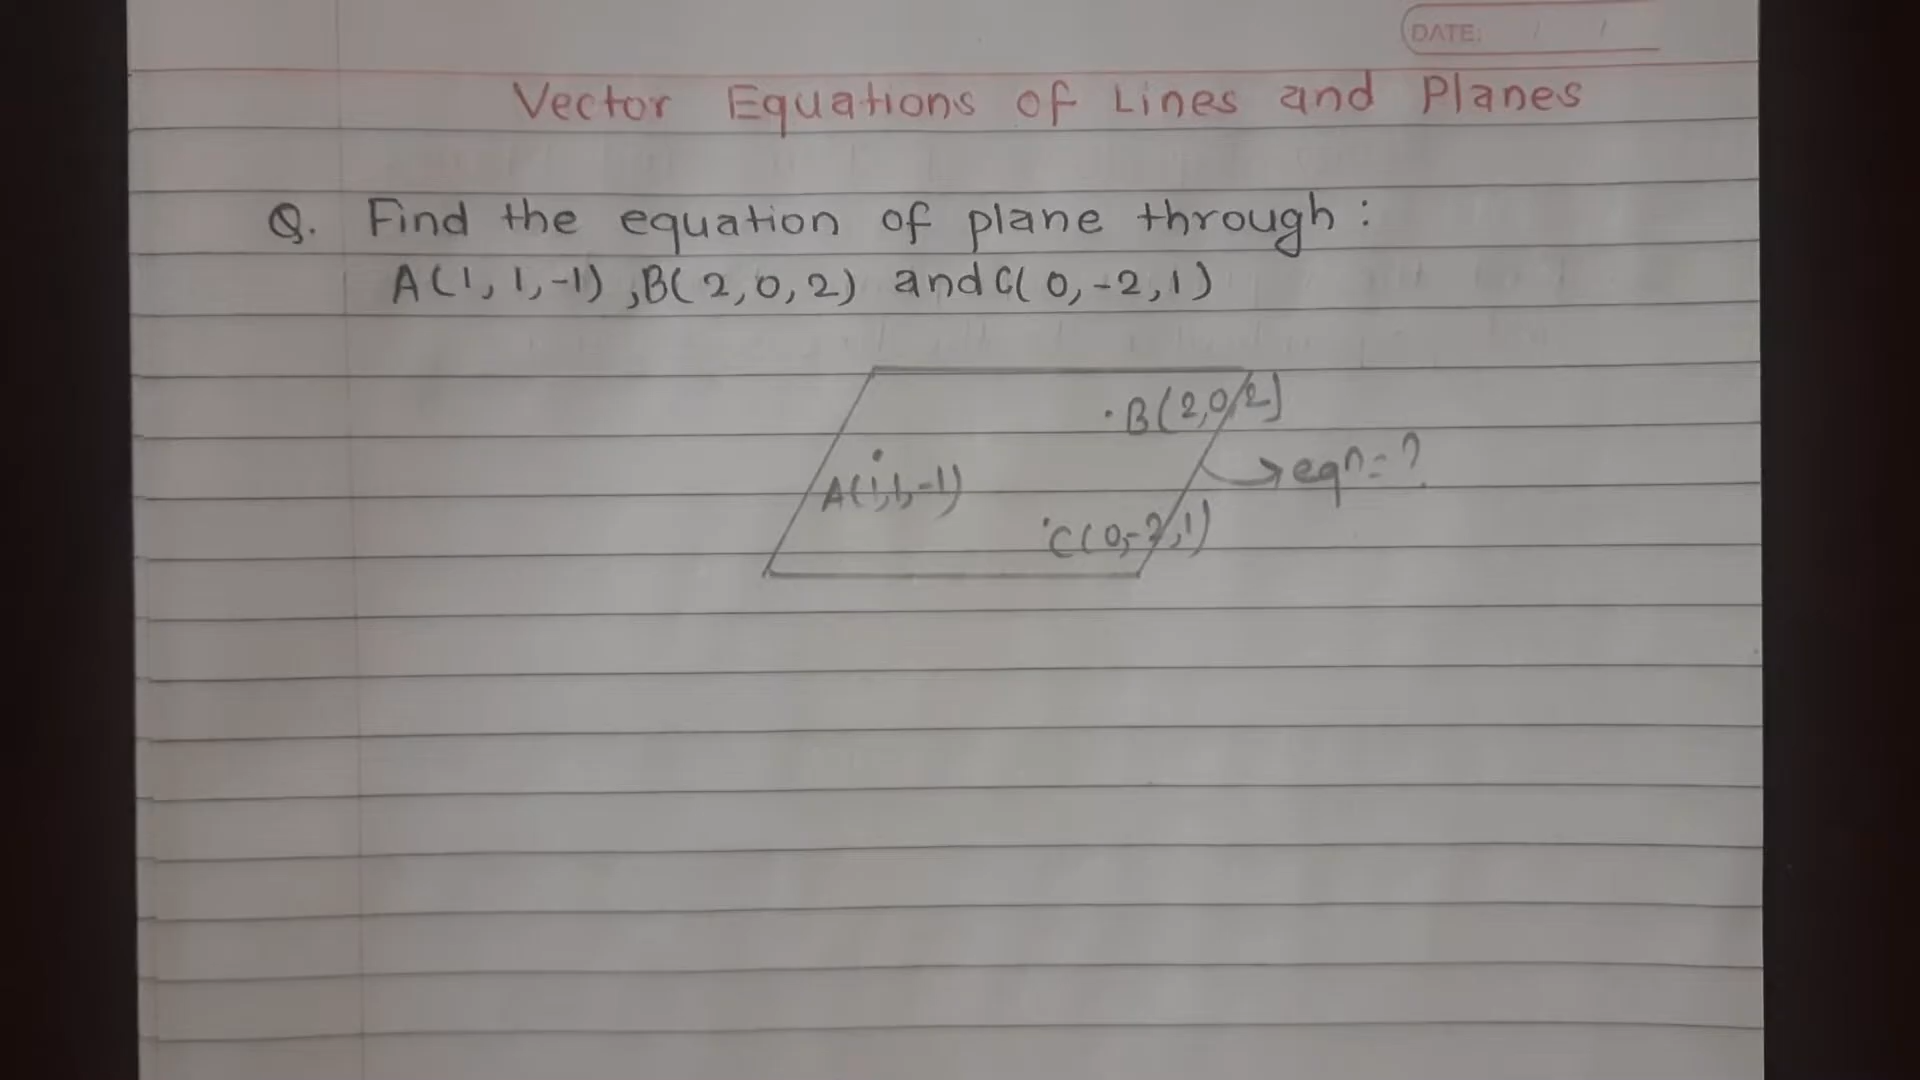 DATE: / /
Vector Equations of Lines and Planes
Q. Find the equation of plane through :
A(1, 1, -1) ,B(2, 0, 2) and C( 0, -2, 1)
.B(2,0,2)
A(1,1,-1)
eqn = ?
C(0,-2,1)